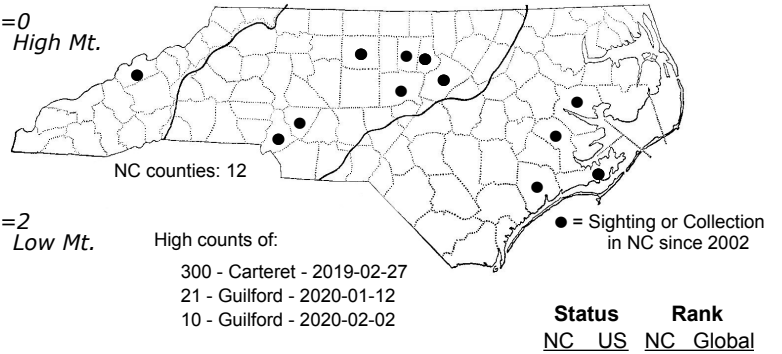 =0
High Mt.
NC counties: 12
=2
Low Mt.
● = Sighting or Collection
in NC since 2002
High counts of:
300 - Carteret - 2019-02-27
21 - Guilford - 2020-01-12
10 - Guilford - 2020-02-02
Status Rank
NC US NC Global